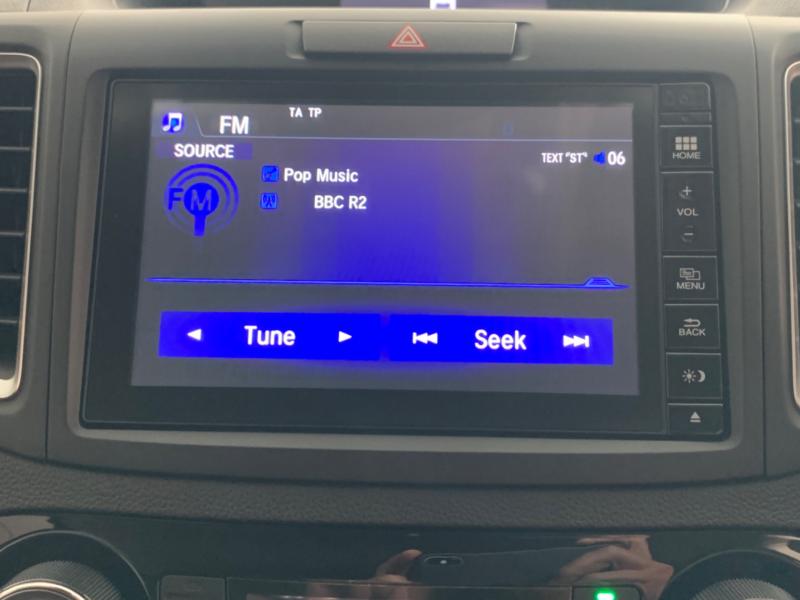 TA TP
FM
SOURCE
TEXT "ST" 06
FM
Pop Music
BBC R2
Tune
Seek
HOME
+
VOL
-
MENU
BACK